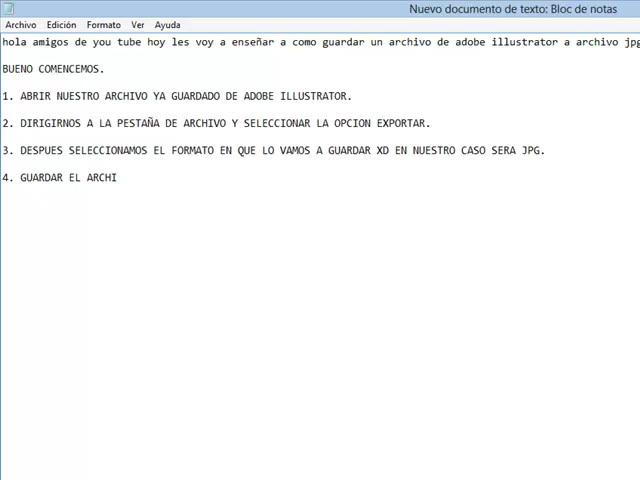 Nuevo documento de texto: Bloc de notas
Archivo Edición Formato Ver Ayuda
hola amigos de you tube hoy les voy a enseñar a como guardar un archivo de adobe illustrator a archivo jpg
BUENO COMENCEMOS.
1. ABRIR NUESTRO ARCHIVO YA GUARDADO DE ADOBE ILLUSTRATOR.
2. DIRIGIRNOS A LA PESTAÑA DE ARCHIVO Y SELECCIONAR LA OPCION EXPORTAR.
3. DESPUES SELECCIONAMOS EL FORMATO EN QUE LO VAMOS A GUARDAR XD EN NUESTRO CASO SERA JPG.
4. GUARDAR EL ARCHI